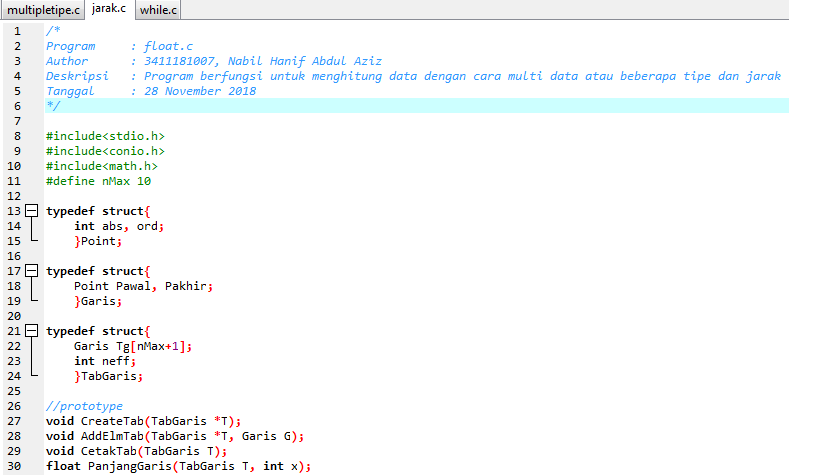 multipletipe.c jarak.c while.c
1 /*
2 Program : float.c
3 Author : 3411181007, Nabil Hanif Abdul Aziz
4 Deskripsi : Program berfungsi untuk menghitung data dengan cara multi data atau beberapa tipe dan jarak
5 Tanggal : 28 November 2018
6 */
7
8 #include<stdio.h>
9 #include<conio.h>
10 #include<math.h>
11 #define nMax 10
12
13 typedef struct{
14 int abs, ord;
15 }Point;
16
17 typedef struct{
18 Point Pawal, Pakhir;
19 }Garis;
20
21 typedef struct{
22 Garis Tg[nMax+1];
23 int neff;
24 }TabGaris;
25
26 //prototype
27 void CreateTab(TabGaris *T);
28 void AddElmTab(TabGaris *T, Garis G);
29 void CetakTab(TabGaris T);
30 float PanjangGaris(TabGaris T, int x);